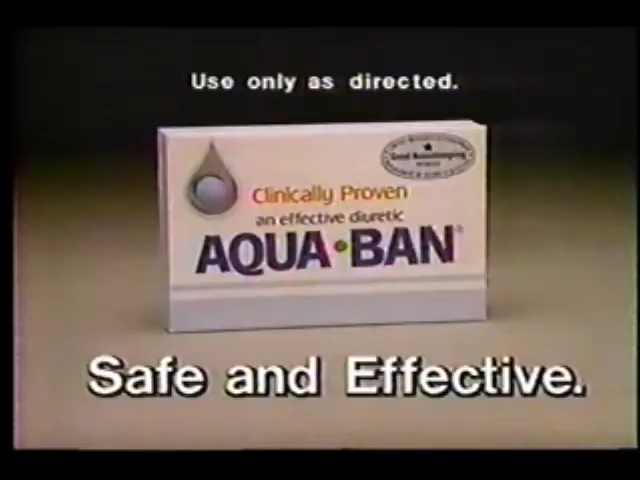 Use only as directed.
Good Housekeeping
Clinically Proven
an effective diuretic
AQUA•BAN®
Safe and Effective.